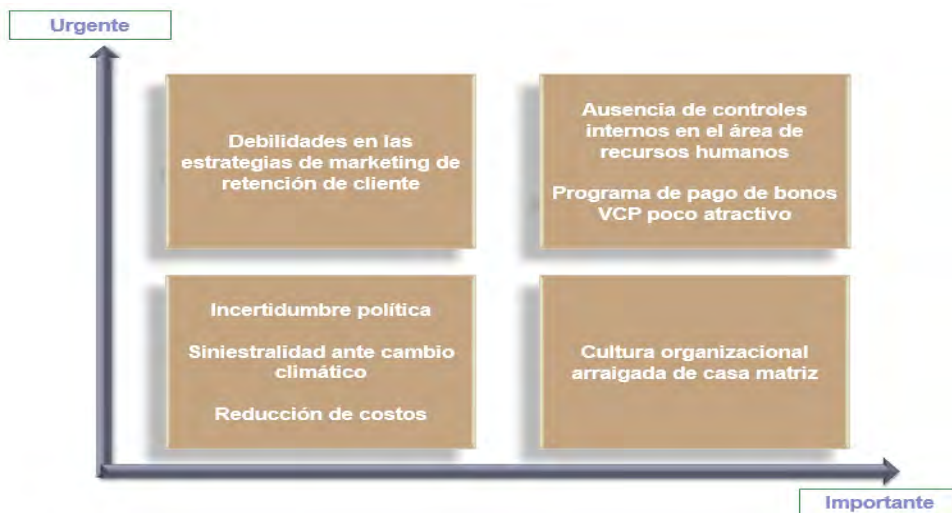 Urgente
Debilidades en las
estrategias de marketing de
retención de cliente
Ausencia de controles
internos en el área de
recursos humanos
Programa de pago de bonos
VCP poco atractivo
Incertidumbre política
Siniestralidad ante cambio
climático
Reducción de costos
Cultura organizacional
arraigada de casa matriz
Importante